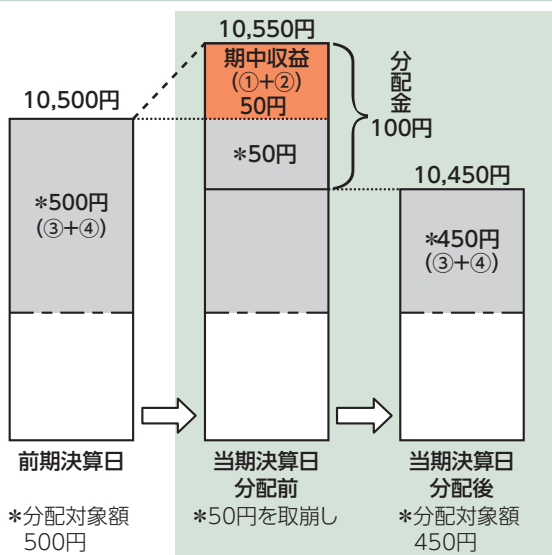 10,500円
＊500円
(③+④)
前期決算日
＊分配対象額
500円
10,550円
期中収益
(①+②)
50円
＊50円
分配金
100円
当期決算日
分配前
＊50円を取崩し
10,450円
＊450円
(③+④)
当期決算日
分配後
＊分配対象額
450円